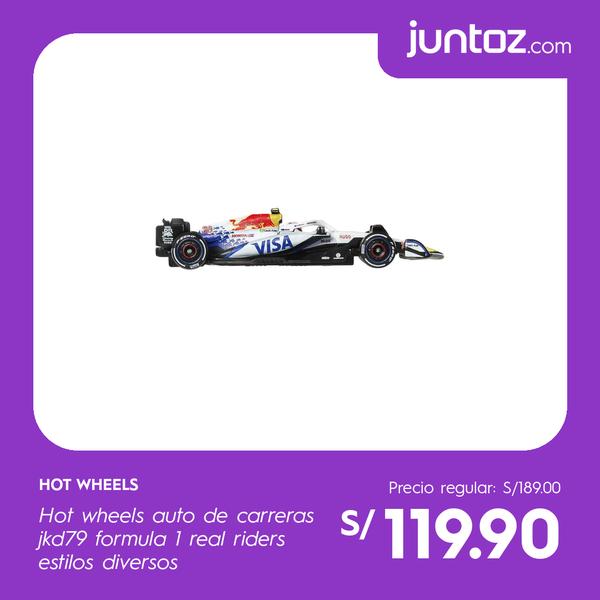 juntoz.com
VISA
HOT WHEELS
Hot wheels auto de carreras
jkd79 formula 1 real riders
estilos diversos
Precio regular: S/189.00
S/119.90